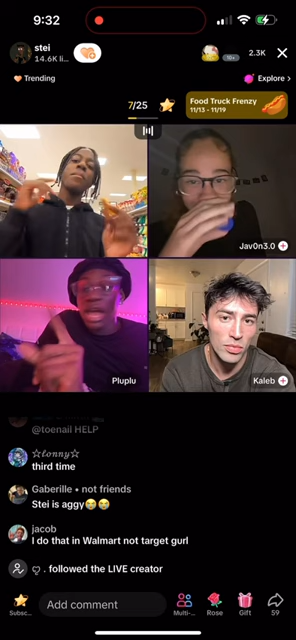 9:32
stei
14.6K li...
10+
2.3K
Trending
Explore >
7/25
Food Truck Frenzy
11/13 - 11/19
Jav0n3.0
Pluplu
Kaleb
@toenail HELP
☆ℓℴ𝓃𝓃𝓎☆
third time
Gaberille • not friends
Stei is aggy😭😭
jacob
I do that in Walmart not target gurl
ღ . followed the LIVE creator
Subsc...
Add comment
Multi-...
Rose
Gift
59